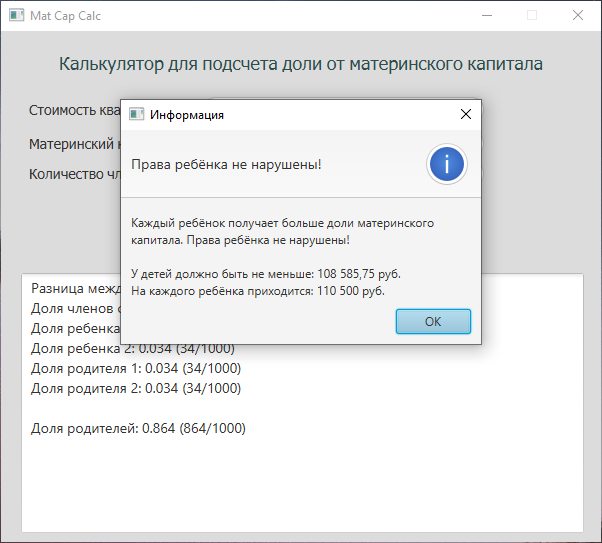 Mat Cap Calc
Калькулятор для подсчета доли от материнского капитала
Стоимость
Материнский
Количество
Информация
Права ребёнка не нарушены!
Каждый ребёнок получает больше доли материнского
капитала. Права ребёнка не нарушены!
У детей должно быть не меньше: 108 585,75 руб.
На каждого ребёнка приходится: 110 500 руб.
OK
Разница
Доля членов
Доля ребенка
Доля ребенка 2: 0.034 (34/1000)
Доля родителя 1: 0.034 (34/1000)
Доля родителя 2: 0.034 (34/1000)
Доля родителей: 0.864 (864/1000)